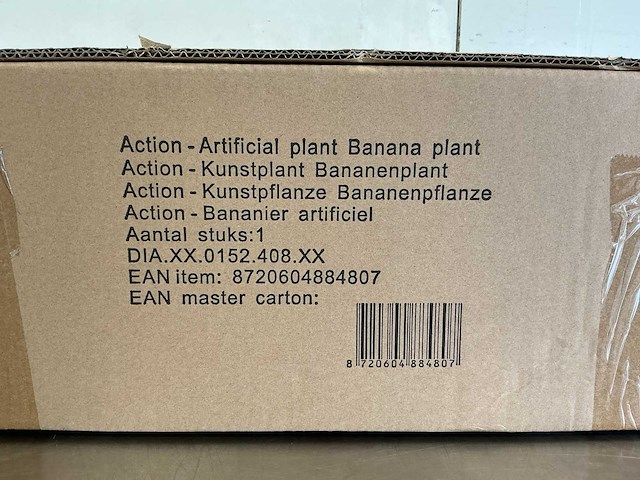 Action - Artificial plant Banana plant
Action - Kunstplant Bananenplant
Action - Kunstpflanze Bananenpflanze
Action - Bananier artificiel
Aantal stuks:1
DIA.XX.0152.408.XX
EAN item: 8720604884807
EAN master carton:
8 720604 884807